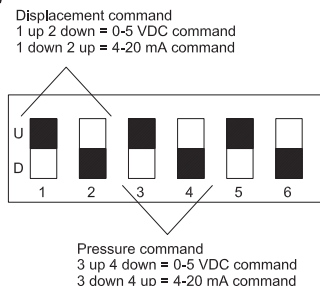 Displacement command
1 up 2 down = 0-5 VDC command
1 down 2 up = 4-20 mA command
U
D
1 2 3 4 5 6
Pressure command
3 up 4 down = 0-5 VDC command
3 down 4 up = 4-20 mA command